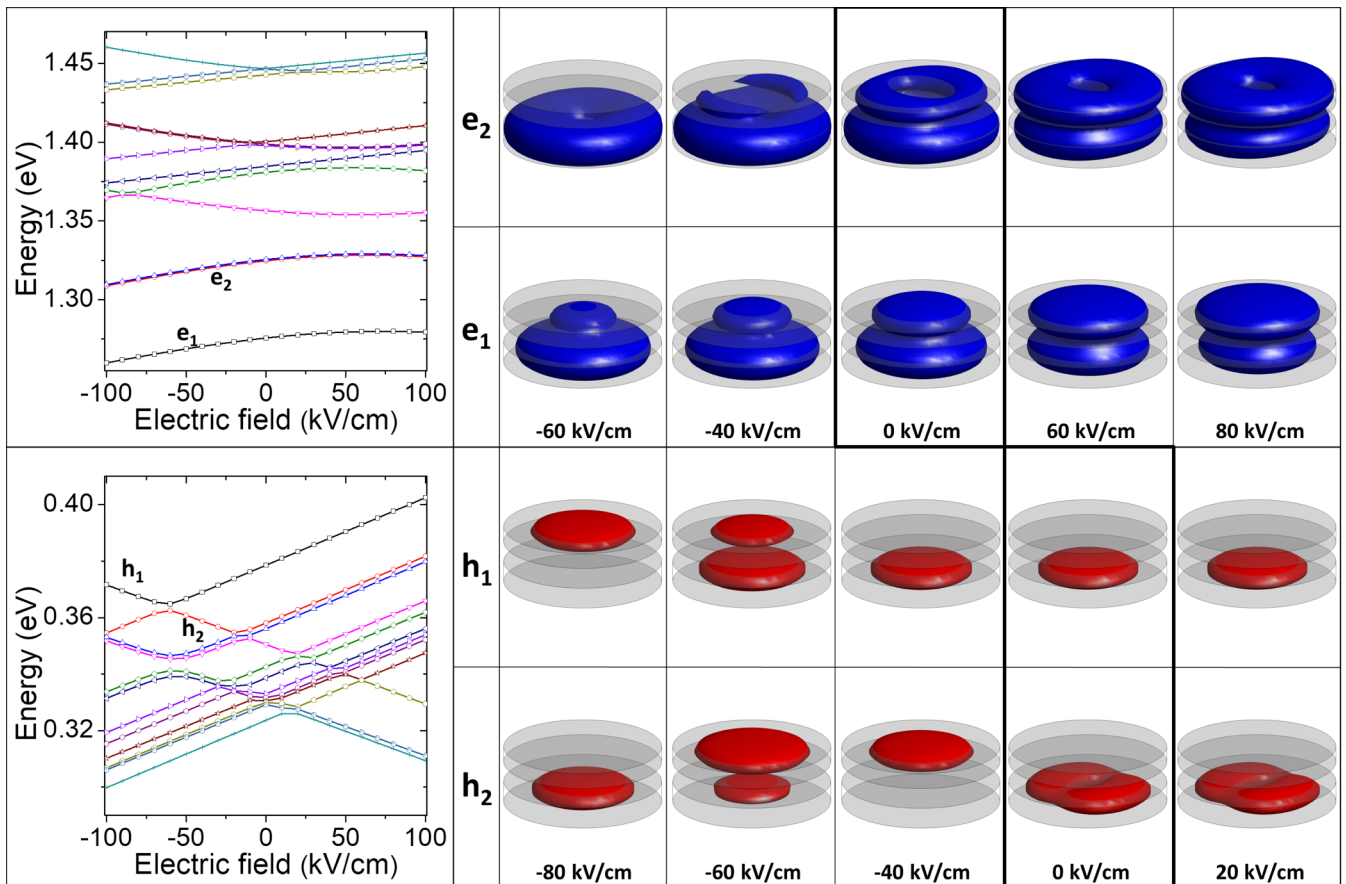 1.45
1.40
1.35
1.30
Energy (eV)
e2
e1
-100 -50 0 50 100
Electric field (kV/cm)
e2
e1
-60 kV/cm -40 kV/cm 0 kV/cm 60 kV/cm 80 kV/cm
0.40
0.36
0.32
Energy (eV)
h1
h2
-100 -50 0 50 100
Electric field (kV/cm)
h1
h2
-80 kV/cm -60 kV/cm -40 kV/cm 0 kV/cm 20 kV/cm